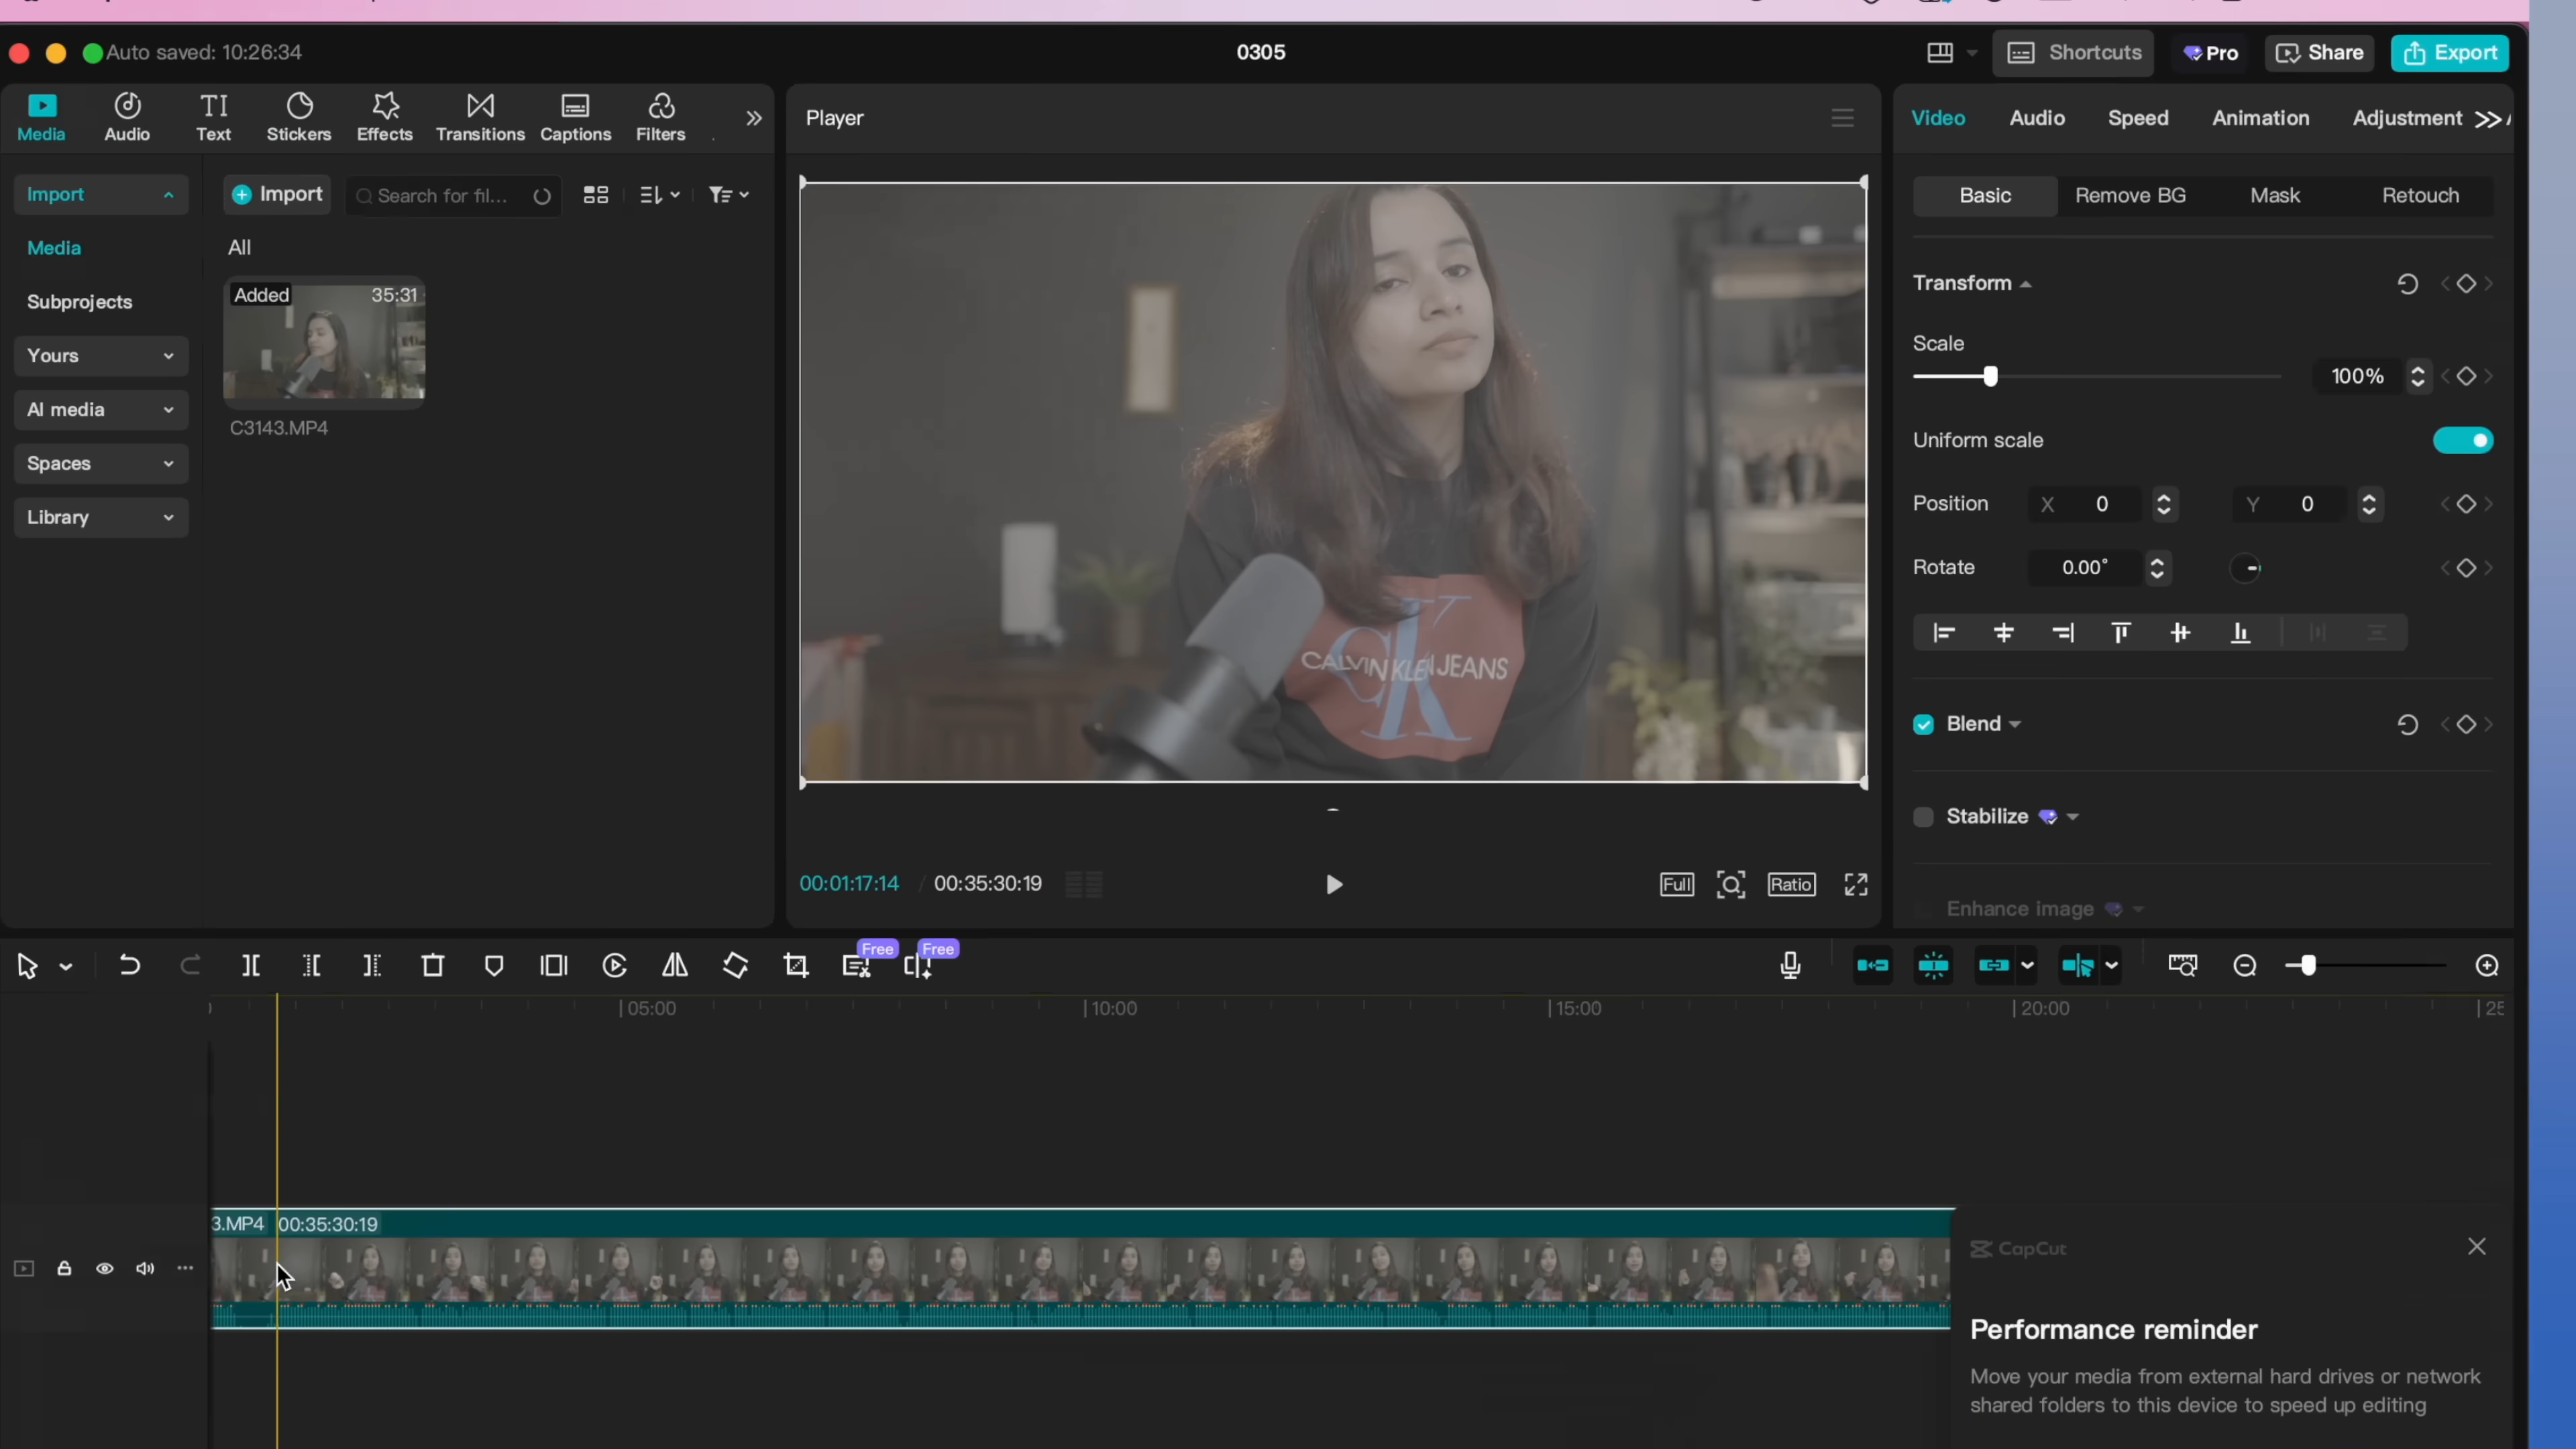 Auto saved: 10:26:34
0305
Shortcuts
Pro
Share
Export
Media
Audio
TI
Text
Stickers
Effects
Transitions
Captions
Filters
Player
Video
Audio
Speed
Animation
Adjustment
Import
Import
Search for fil...
Basic
Remove BG
Mask
Retouch
Media
All
Subprojects
Added
35:31
Yours
AI media
C3143.MP4
Spaces
Library
Transform
Scale
100%
Uniform scale
Position
X
0
Y
0
Rotate
0.00°
CALVIN KLEIN JEANS
CK
Blend
Stabilize
Enhance image
00:01:17:14 / 00:35:30:19
Full
Ratio
Free
Free
05:00
10:00
15:00
20:00
25
3.MP4 00:35:30:19
CapCut
Performance reminder
Move your media from external hard drives or network
shared folders to this device to speed up editing